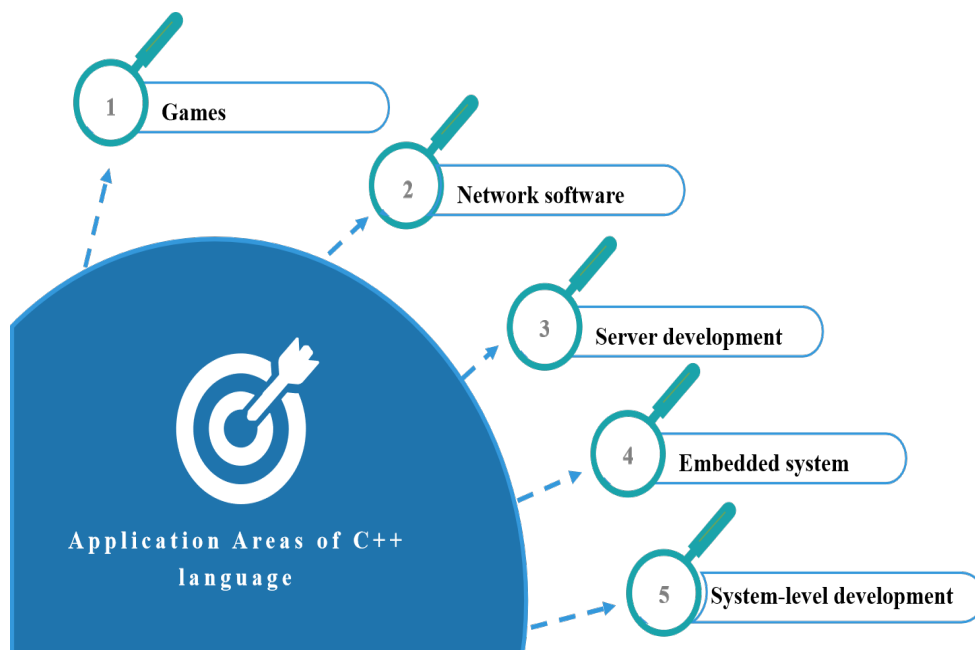 1
Games
2
Network software
3
Server development
4
Embedded system
5
System-level development
Application Areas of C++
language